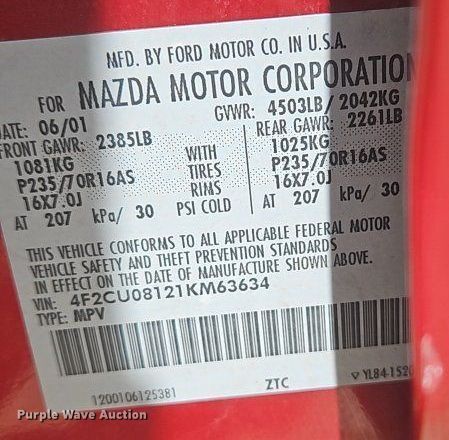 MFD. BY FORD MOTOR CO. IN U.S.A.
FOR MAZDA MOTOR CORPORATION
DATE: 06/01 GVWR: 4503LB/ 2042KG
FRONT GAWR: 2385LB REAR GAWR: 2261LB
1081KG WITH 1025KG
P235/70R16AS TIRES P235/70R16AS
16X7.0J RIMS 16X7.0J
AT 207 kPa/ 30 PSI COLD AT 207 kPa/ 30
THIS VEHICLE CONFORMS TO ALL APPLICABLE FEDERAL MOTOR
VEHICLE SAFETY AND THEFT PREVENTION STANDARDS
IN EFFECT ON THE DATE OF MANUFACTURE SHOWN ABOVE.
VIN: 4F2CU08121KM63634
TYPE: MPV
1200106125381 ZTC ▽ YL84-1520
Purple Wave Auction